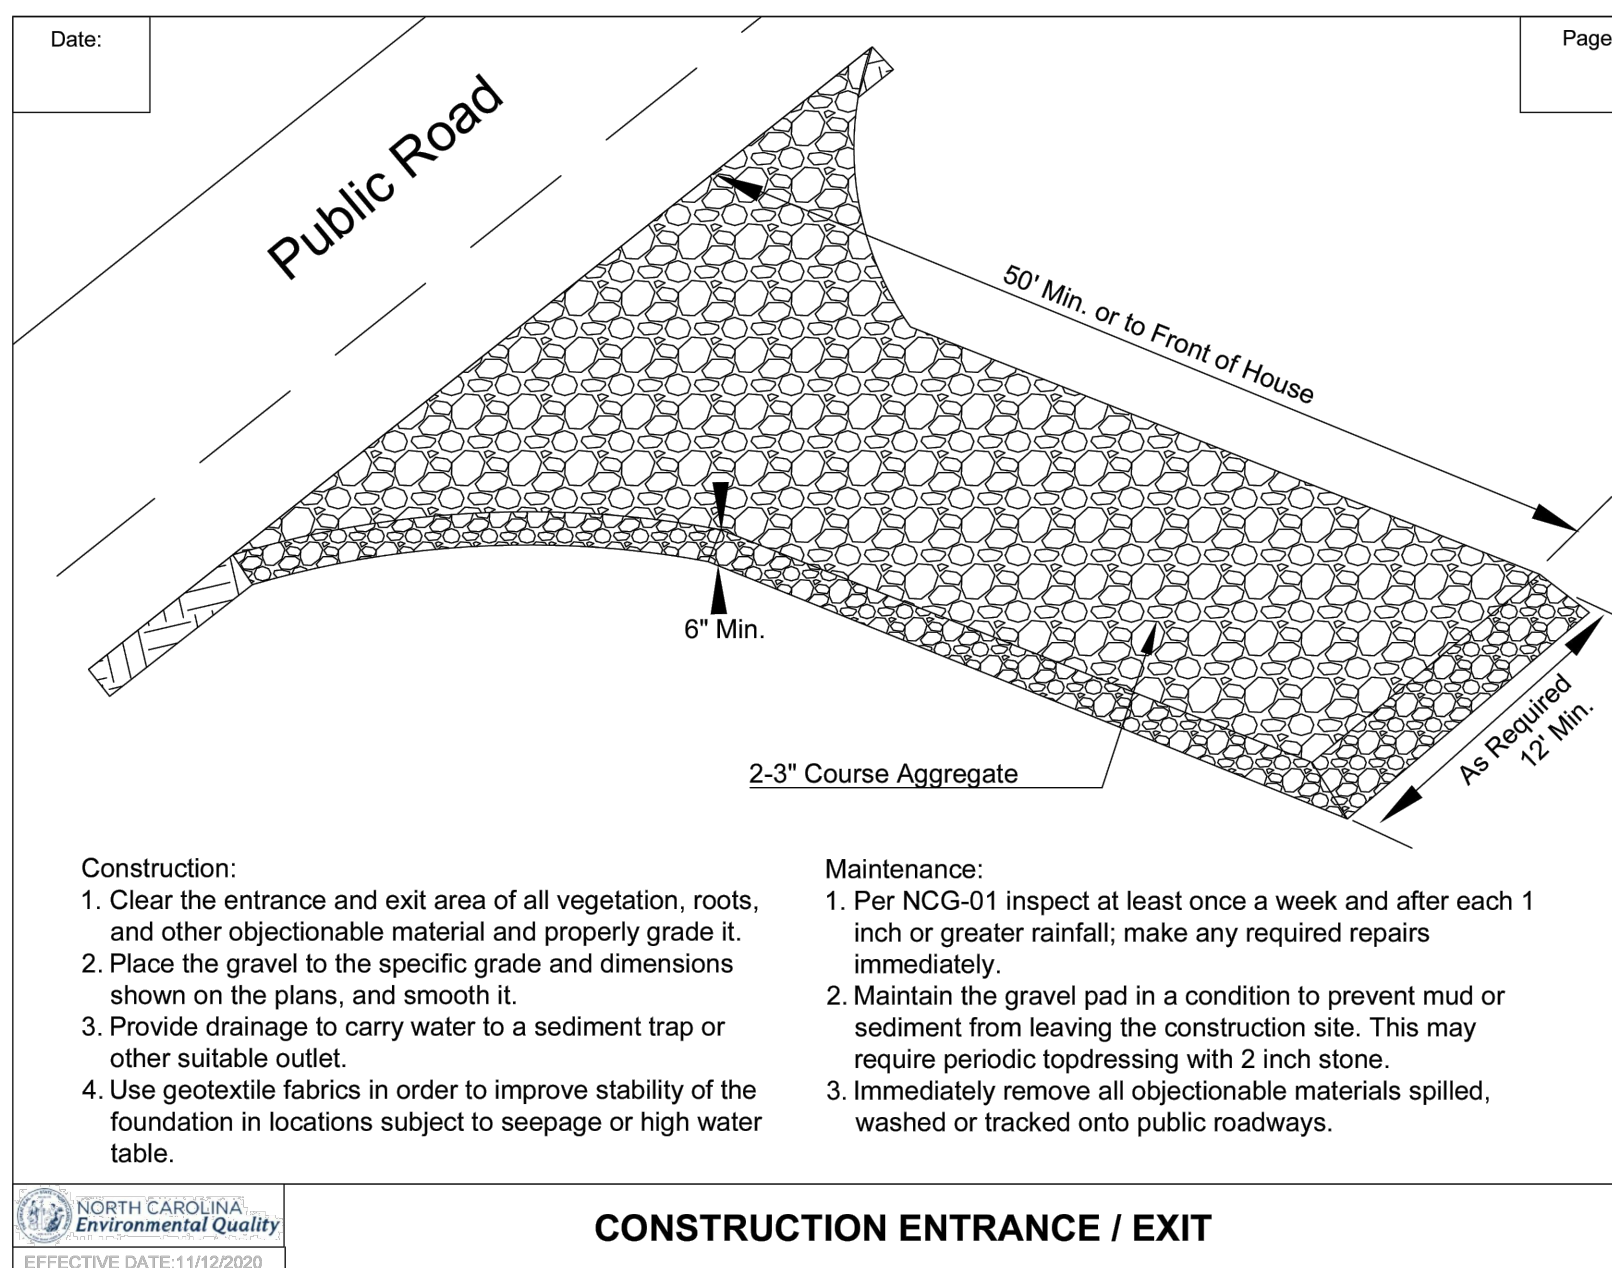 Date:
Page
Public Road
50' Min. or to Front of House
6" Min.
As Required
12' Min.
2-3" Course Aggregate
Construction:
1. Clear the entrance and exit area of all vegetation, roots,
and other objectionable material and properly grade it.
2. Place the gravel to the specific grade and dimensions
shown on the plans, and smooth it.
3. Provide drainage to carry water to a sediment trap or
other suitable outlet.
4. Use geotextile fabrics in order to improve stability of the
foundation in locations subject to seepage or high water
table.
Maintenance:
1. Per NCG-01 inspect at least once a week and after each 1
inch or greater rainfall; make any required repairs
immediately.
2. Maintain the gravel pad in a condition to prevent mud or
sediment from leaving the construction site. This may
require periodic topdressing with 2 inch stone.
3. Immediately remove all objectionable materials spilled,
washed or tracked onto public roadways.
NORTH CAROLINA
Environmental Quality
EFFECTIVE DATE:11/12/2020
CONSTRUCTION ENTRANCE / EXIT